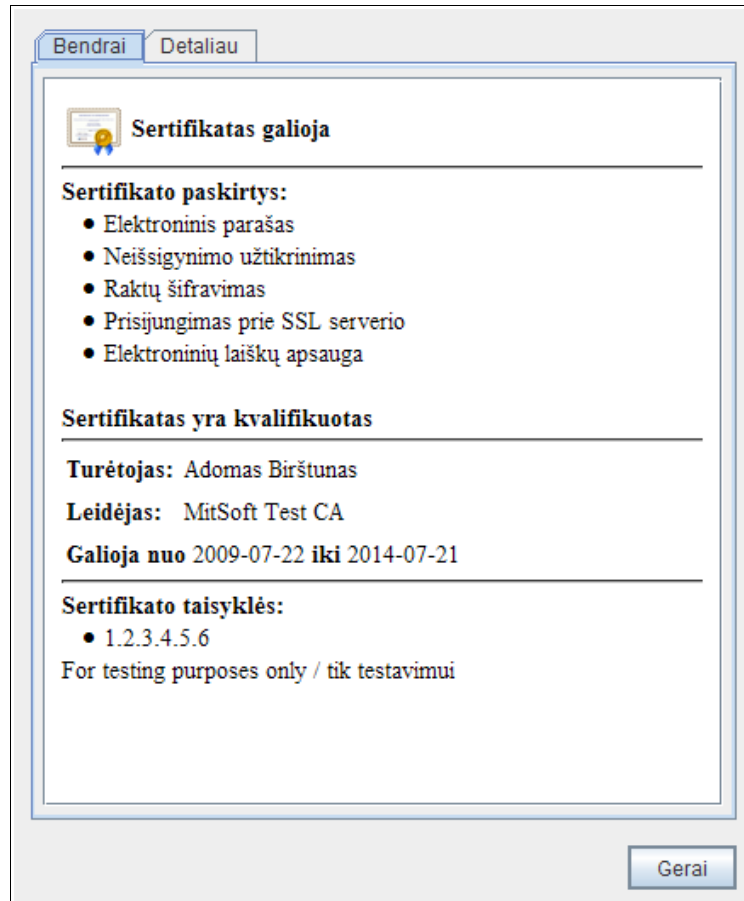 Bendrai Detaliau
Sertifikatas galioja
Sertifikato paskirtys:
Elektroninis parašas
Neišsigynimo užtikrinimas
Raktų šifravimas
Prisijungimas prie SSL serverio
Elektroninių laiškų apsauga
Sertifikatas yra kvalifikuotas
Turėtojas: Adomas Birštunas
Leidėjas: MitSoft Test CA
Galioja nuo 2009-07-22 iki 2014-07-21
Sertifikato taisyklės:
1.2.3.4.5.6
For testing purposes only / tik testavimui
Gerai